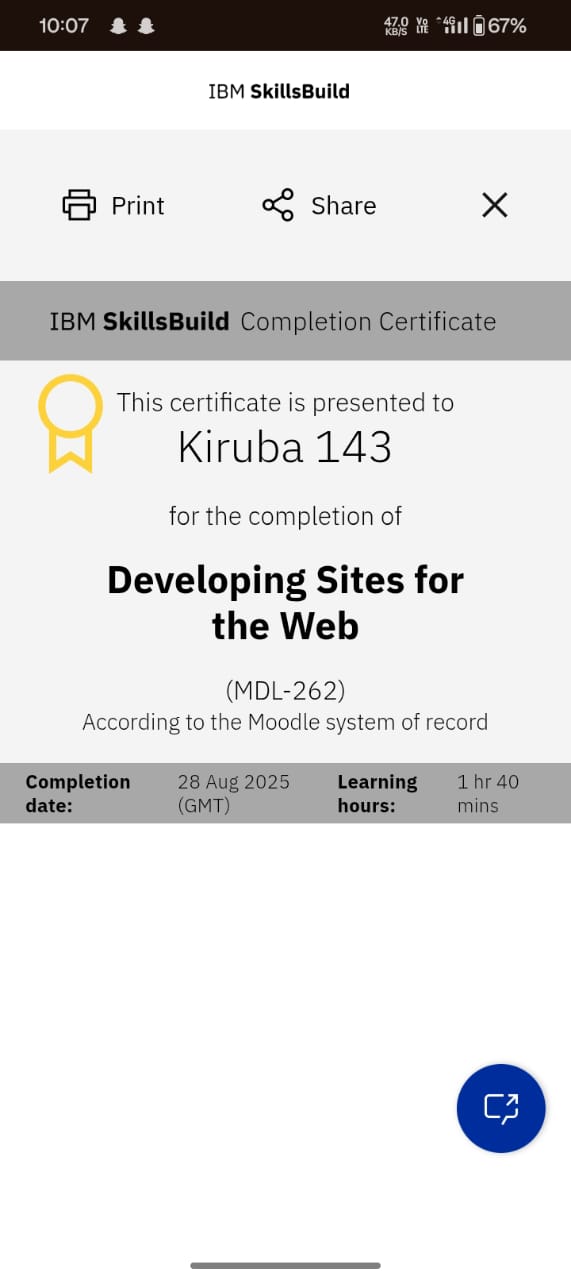 10:07 47.0 KB/S Vo LTE 4G 67%
IBM SkillsBuild
Print Share
IBM SkillsBuild Completion Certificate
This certificate is presented to
Kiruba 143
for the completion of
Developing Sites for
the Web
(MDL-262)
According to the Moodle system of record
Completion date: 28 Aug 2025 (GMT) Learning hours: 1 hr 40 mins